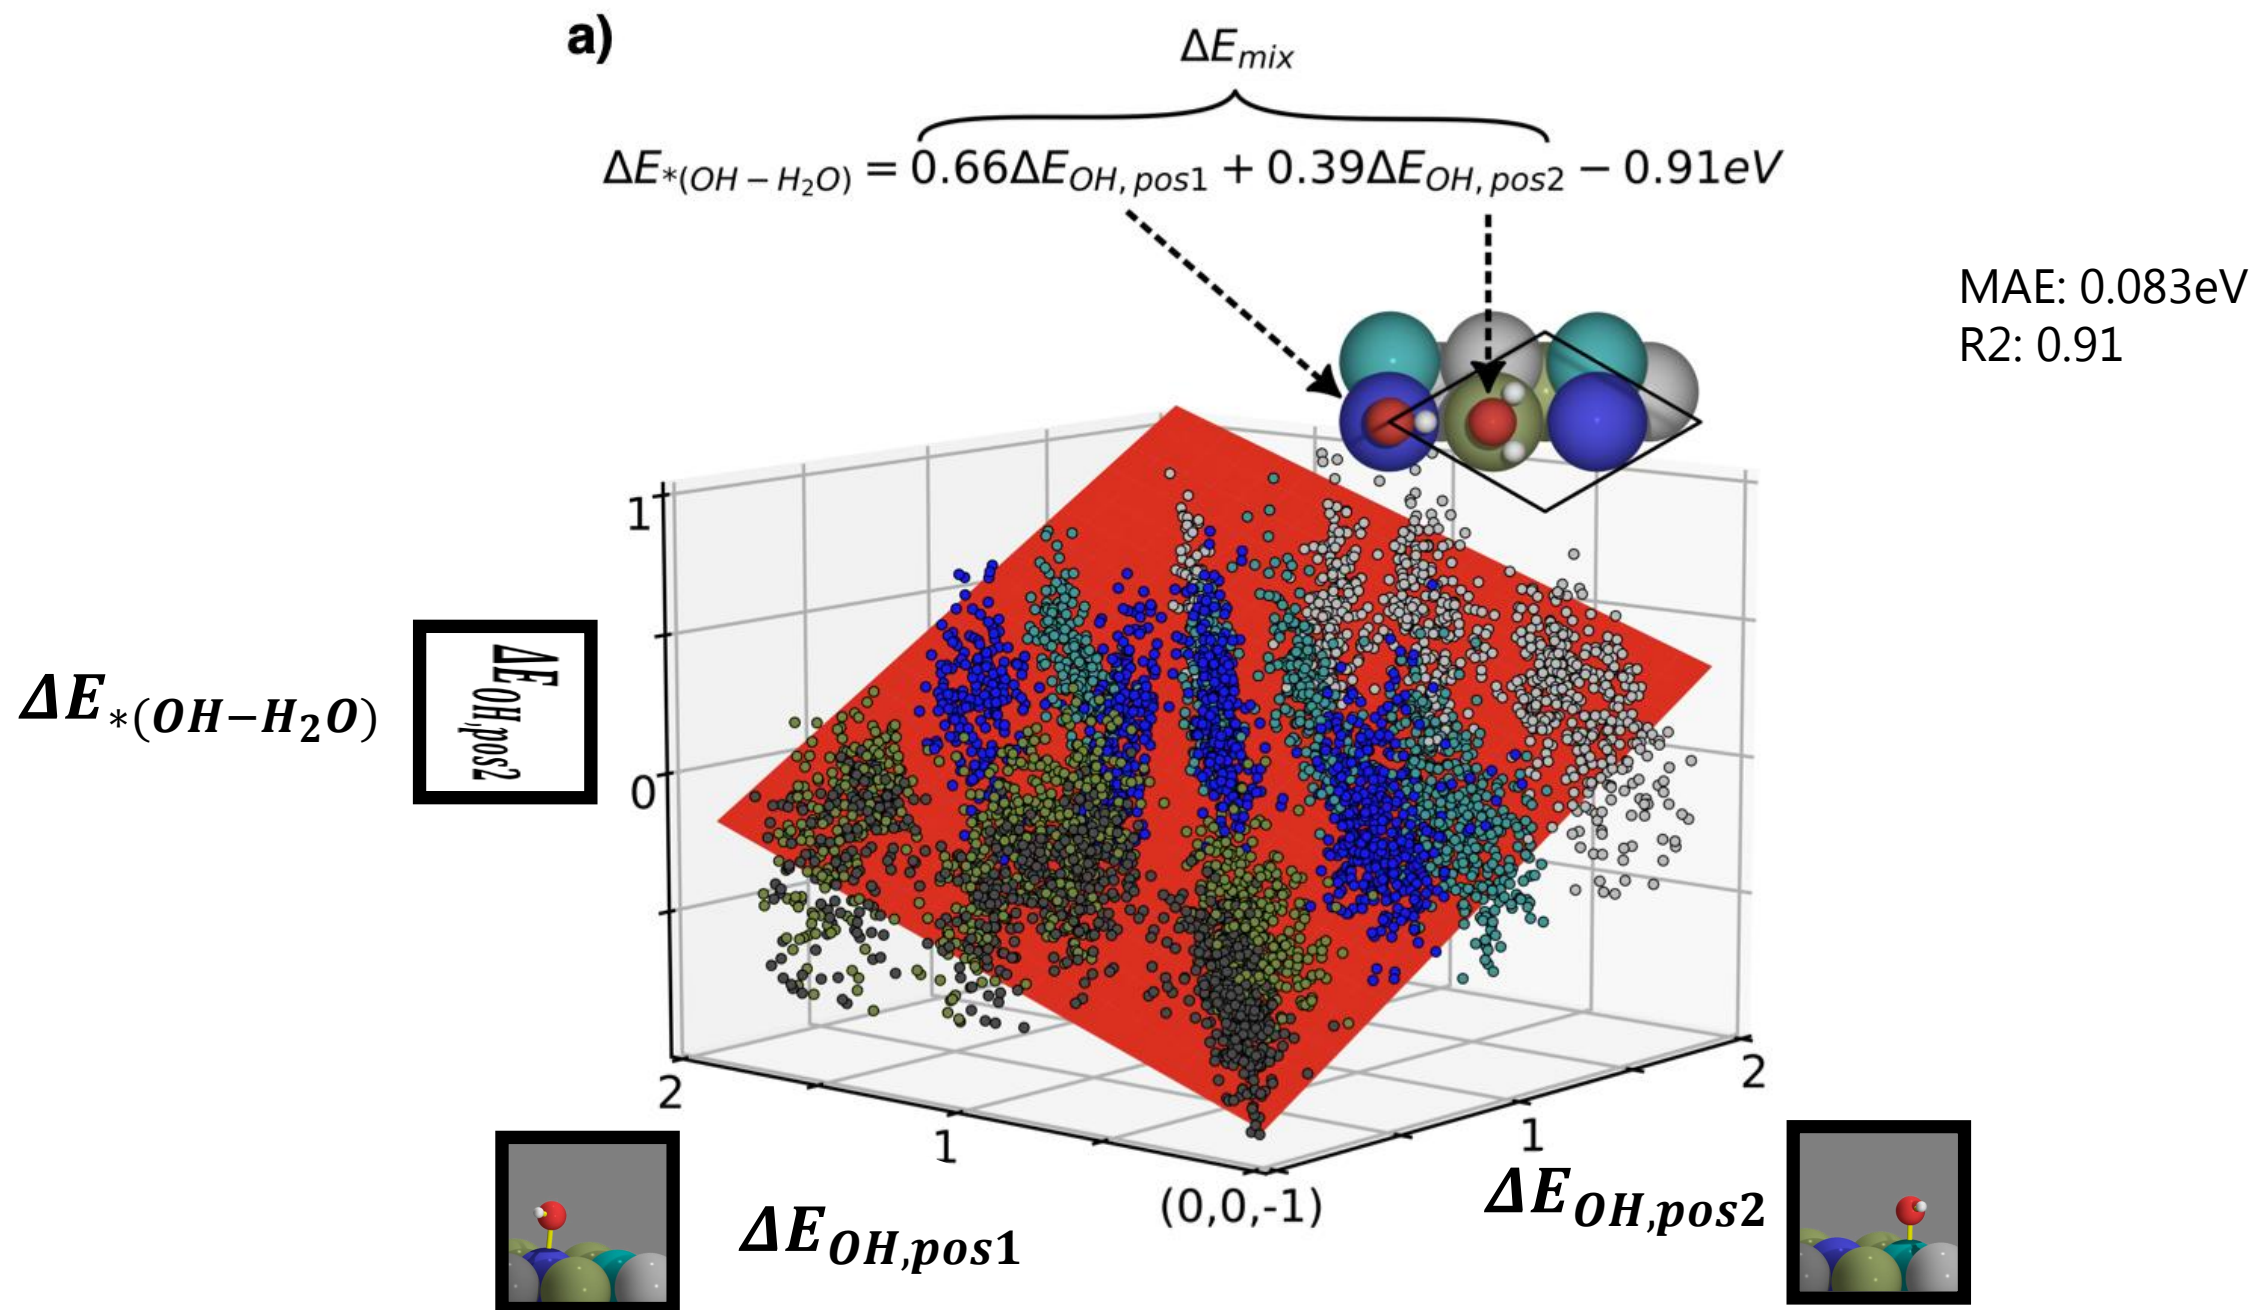 a)
ΔEmix
ΔE*(OH − H₂O) = 0.66ΔEOH, pos1 + 0.39ΔEOH, pos2 − 0.91eV
MAE: 0.083eV
R2: 0.91
1
ΔE*(OH−H₂O)
ΔEOH,pos2
0
2
1
(0,0,-1)
1
2
ΔEOH,pos1
ΔEOH,pos2